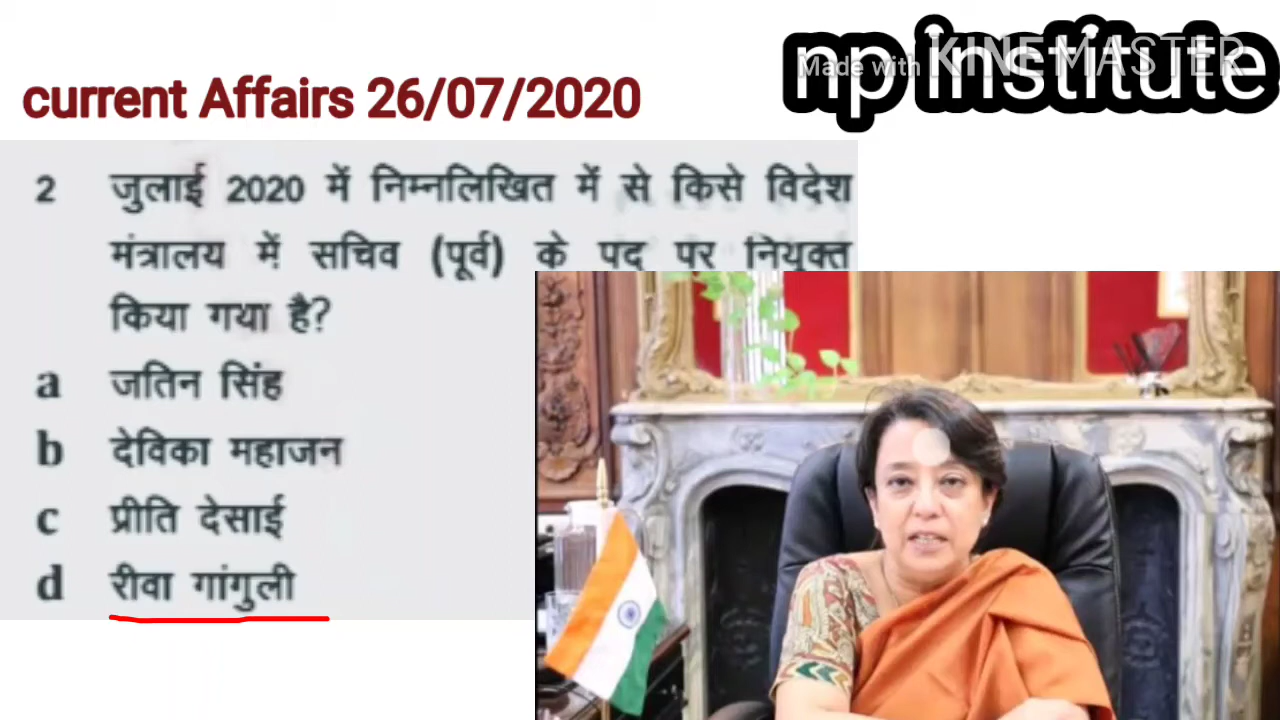 np institute
Made with KINEMASTER
current Affairs 26/07/2020
2 जुलाई 2020 में निम्नलिखित में से किसे विदेश
मंत्रालय में सचिव (पूर्व) के पद पर नियुक्त
किया गया है?
a जतिन सिंह
b देविका महाजन
c प्रीति देसाई
d रीवा गांगुली